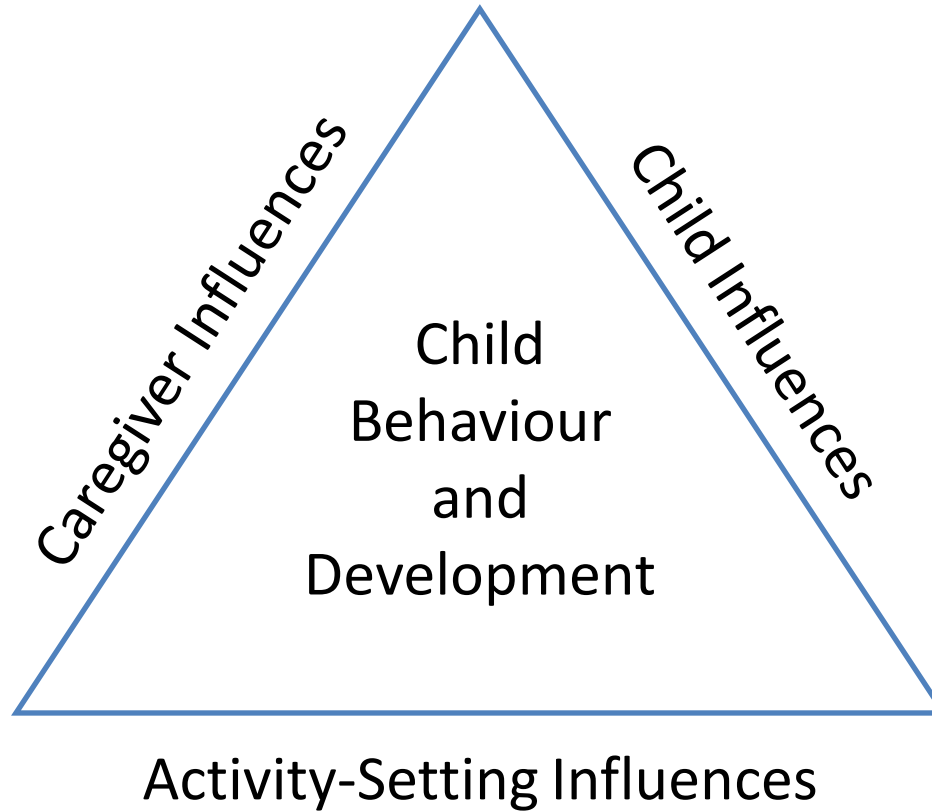 Caregiver Influences
Child Influences
Child
Behaviour
and
Development
Activity-Setting Influences